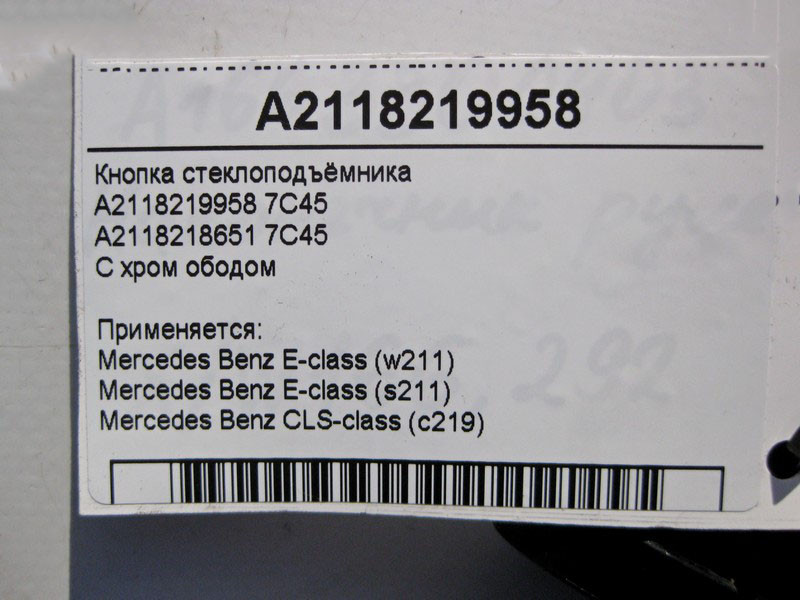 A2118219958
Кнопка стеклоподъёмника
A2118219958 7C45
A2118218651 7C45
С хром ободом
Применяется:
Mercedes Benz E-class (w211)
Mercedes Benz E-class (s211)
Mercedes Benz CLS-class (c219)
292